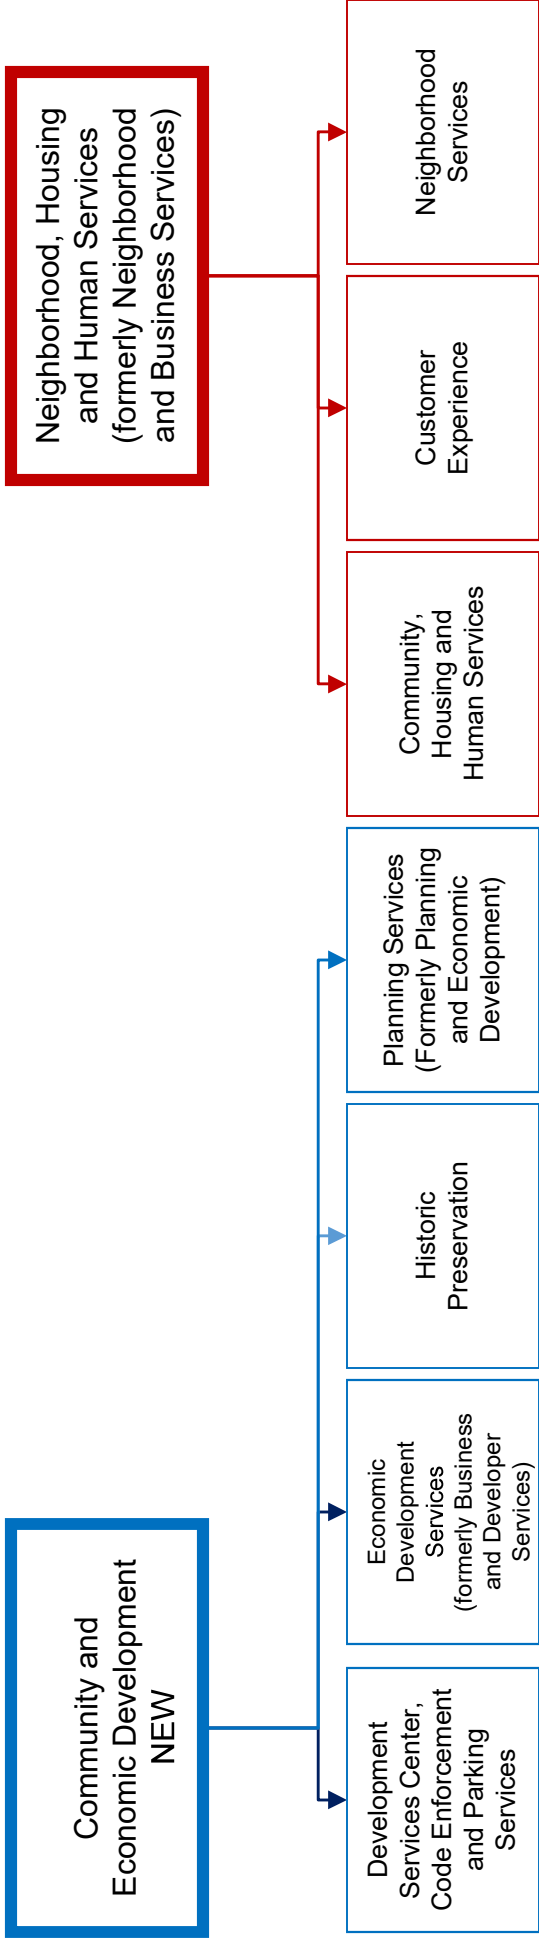 Community and
Economic Development
NEW
Neighborhood, Housing
and Human Services
(formerly Neighborhood
and Business Services)
Development
Services Center,
Code Enforcement
and Parking
Services
Economic
Development
Services
(formerly Business
and Developer
Services)
Historic
Preservation
Planning Services
(Formerly Planning
and Economic
Development)
Community,
Housing and
Human Services
Customer
Experience
Neighborhood
Services